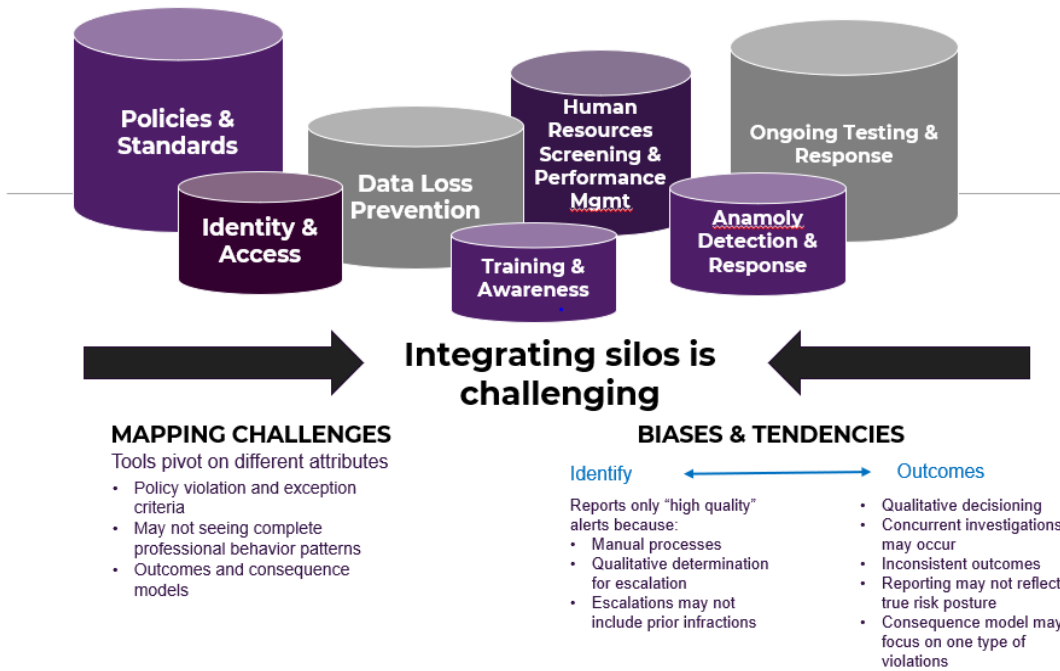 Policies &
Standards
Identity &
Access
Data Loss
Prevention
Human
Resources
Screening &
Performance
Mgmt
Training &
Awareness
Anamoly
Detection &
Response
Ongoing Testing &
Response
Integrating silos is
challenging
MAPPING CHALLENGES
Tools pivot on different attributes
• Policy violation and exception
criteria
• May not seeing complete
professional behavior patterns
• Outcomes and consequence
models
BIASES & TENDENCIES
Identify
Reports only “high quality”
alerts because:
• Manual processes
• Qualitative determination
for escalation
• Escalations may not
include prior infractions
Outcomes
• Qualitative decisioning
• Concurrent investigations
may occur
• Inconsistent outcomes
• Reporting may not reflect
true risk posture
• Consequence model may
focus on one type of
violations